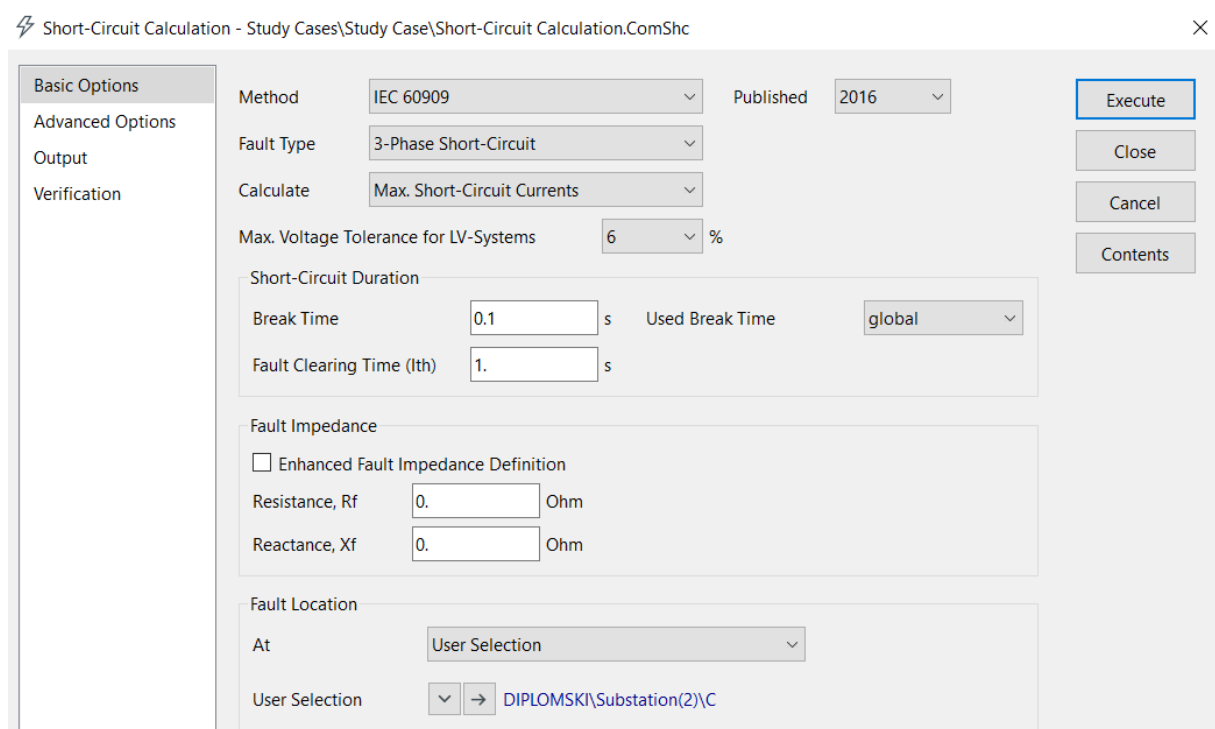 Short-Circuit Calculation - Study Cases\Study Case\Short-Circuit Calculation.ComShc
Basic Options
Advanced Options
Output
Verification
Method IEC 60909 Published 2016
Fault Type 3-Phase Short-Circuit
Calculate Max. Short-Circuit Currents
Max. Voltage Tolerance for LV-Systems 6 %
Short-Circuit Duration
Break Time 0.1 s Used Break Time global
Fault Clearing Time (Ith) 1. s
Fault Impedance
Enhanced Fault Impedance Definition
Resistance, Rf 0. Ohm
Reactance, Xf 0. Ohm
Fault Location
At User Selection
User Selection DIPLOMSKI\Substation(2)\C
Execute
Close
Cancel
Contents